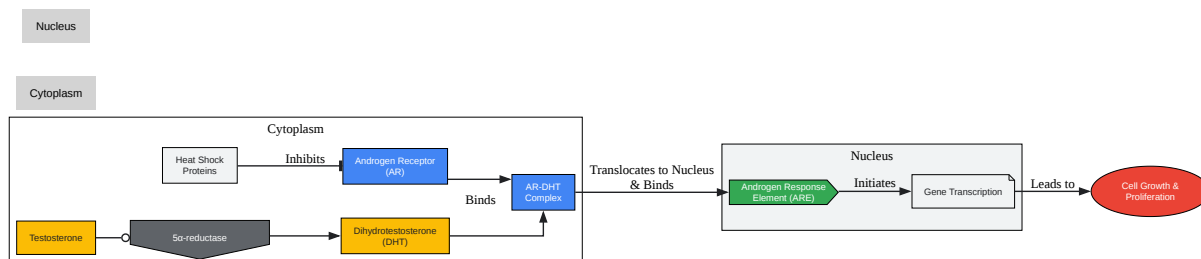 Nucleus
Cytoplasm
Cytoplasm
Heat Shock
Proteins
Inhibits
Androgen Receptor
(AR)
Testosterone
5α-reductase
Dihydrotestosterone
(DHT)
Binds
AR-DHT
Complex
Translocates to Nucleus
& Binds
Nucleus
Androgen Response
Element (ARE)
Initiates
Gene Transcription
Leads to
Cell Growth &
Proliferation